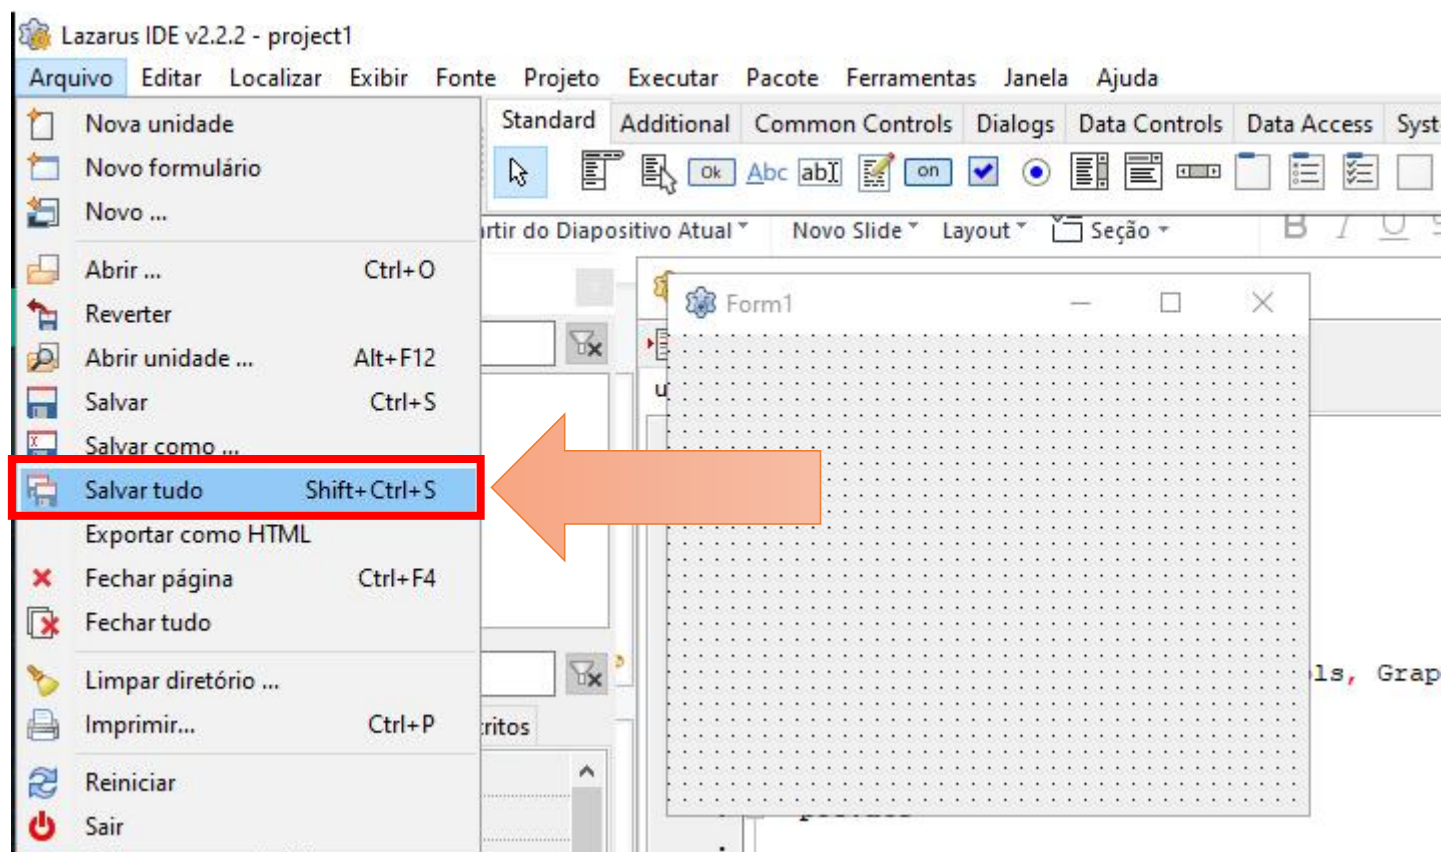 Lazarus IDE v2.2.2 - project1
Arquivo Editar Localizar Exibir Fonte Projeto Executar Pacote Ferramentas Janela Ajuda
Standard Additional Common Controls Dialogs Data Controls Data Access Syst
Ok Abc abI on
Nova unidade
Novo formulário
Novo ...
rtir do Diapositivo Atual Novo Slide Layout Seção B I U S
Abrir ... Ctrl+O
Reverter
Abrir unidade ... Alt+F12
Salvar Ctrl+S
Salvar como ...
Salvar tudo Shift+Ctrl+S
Exportar como HTML
Fechar página Ctrl+F4
Fechar tudo
Limpar diretório ...
Imprimir... Ctrl+P
Reiniciar
Sair
critos
Form1
u
ls, Grap